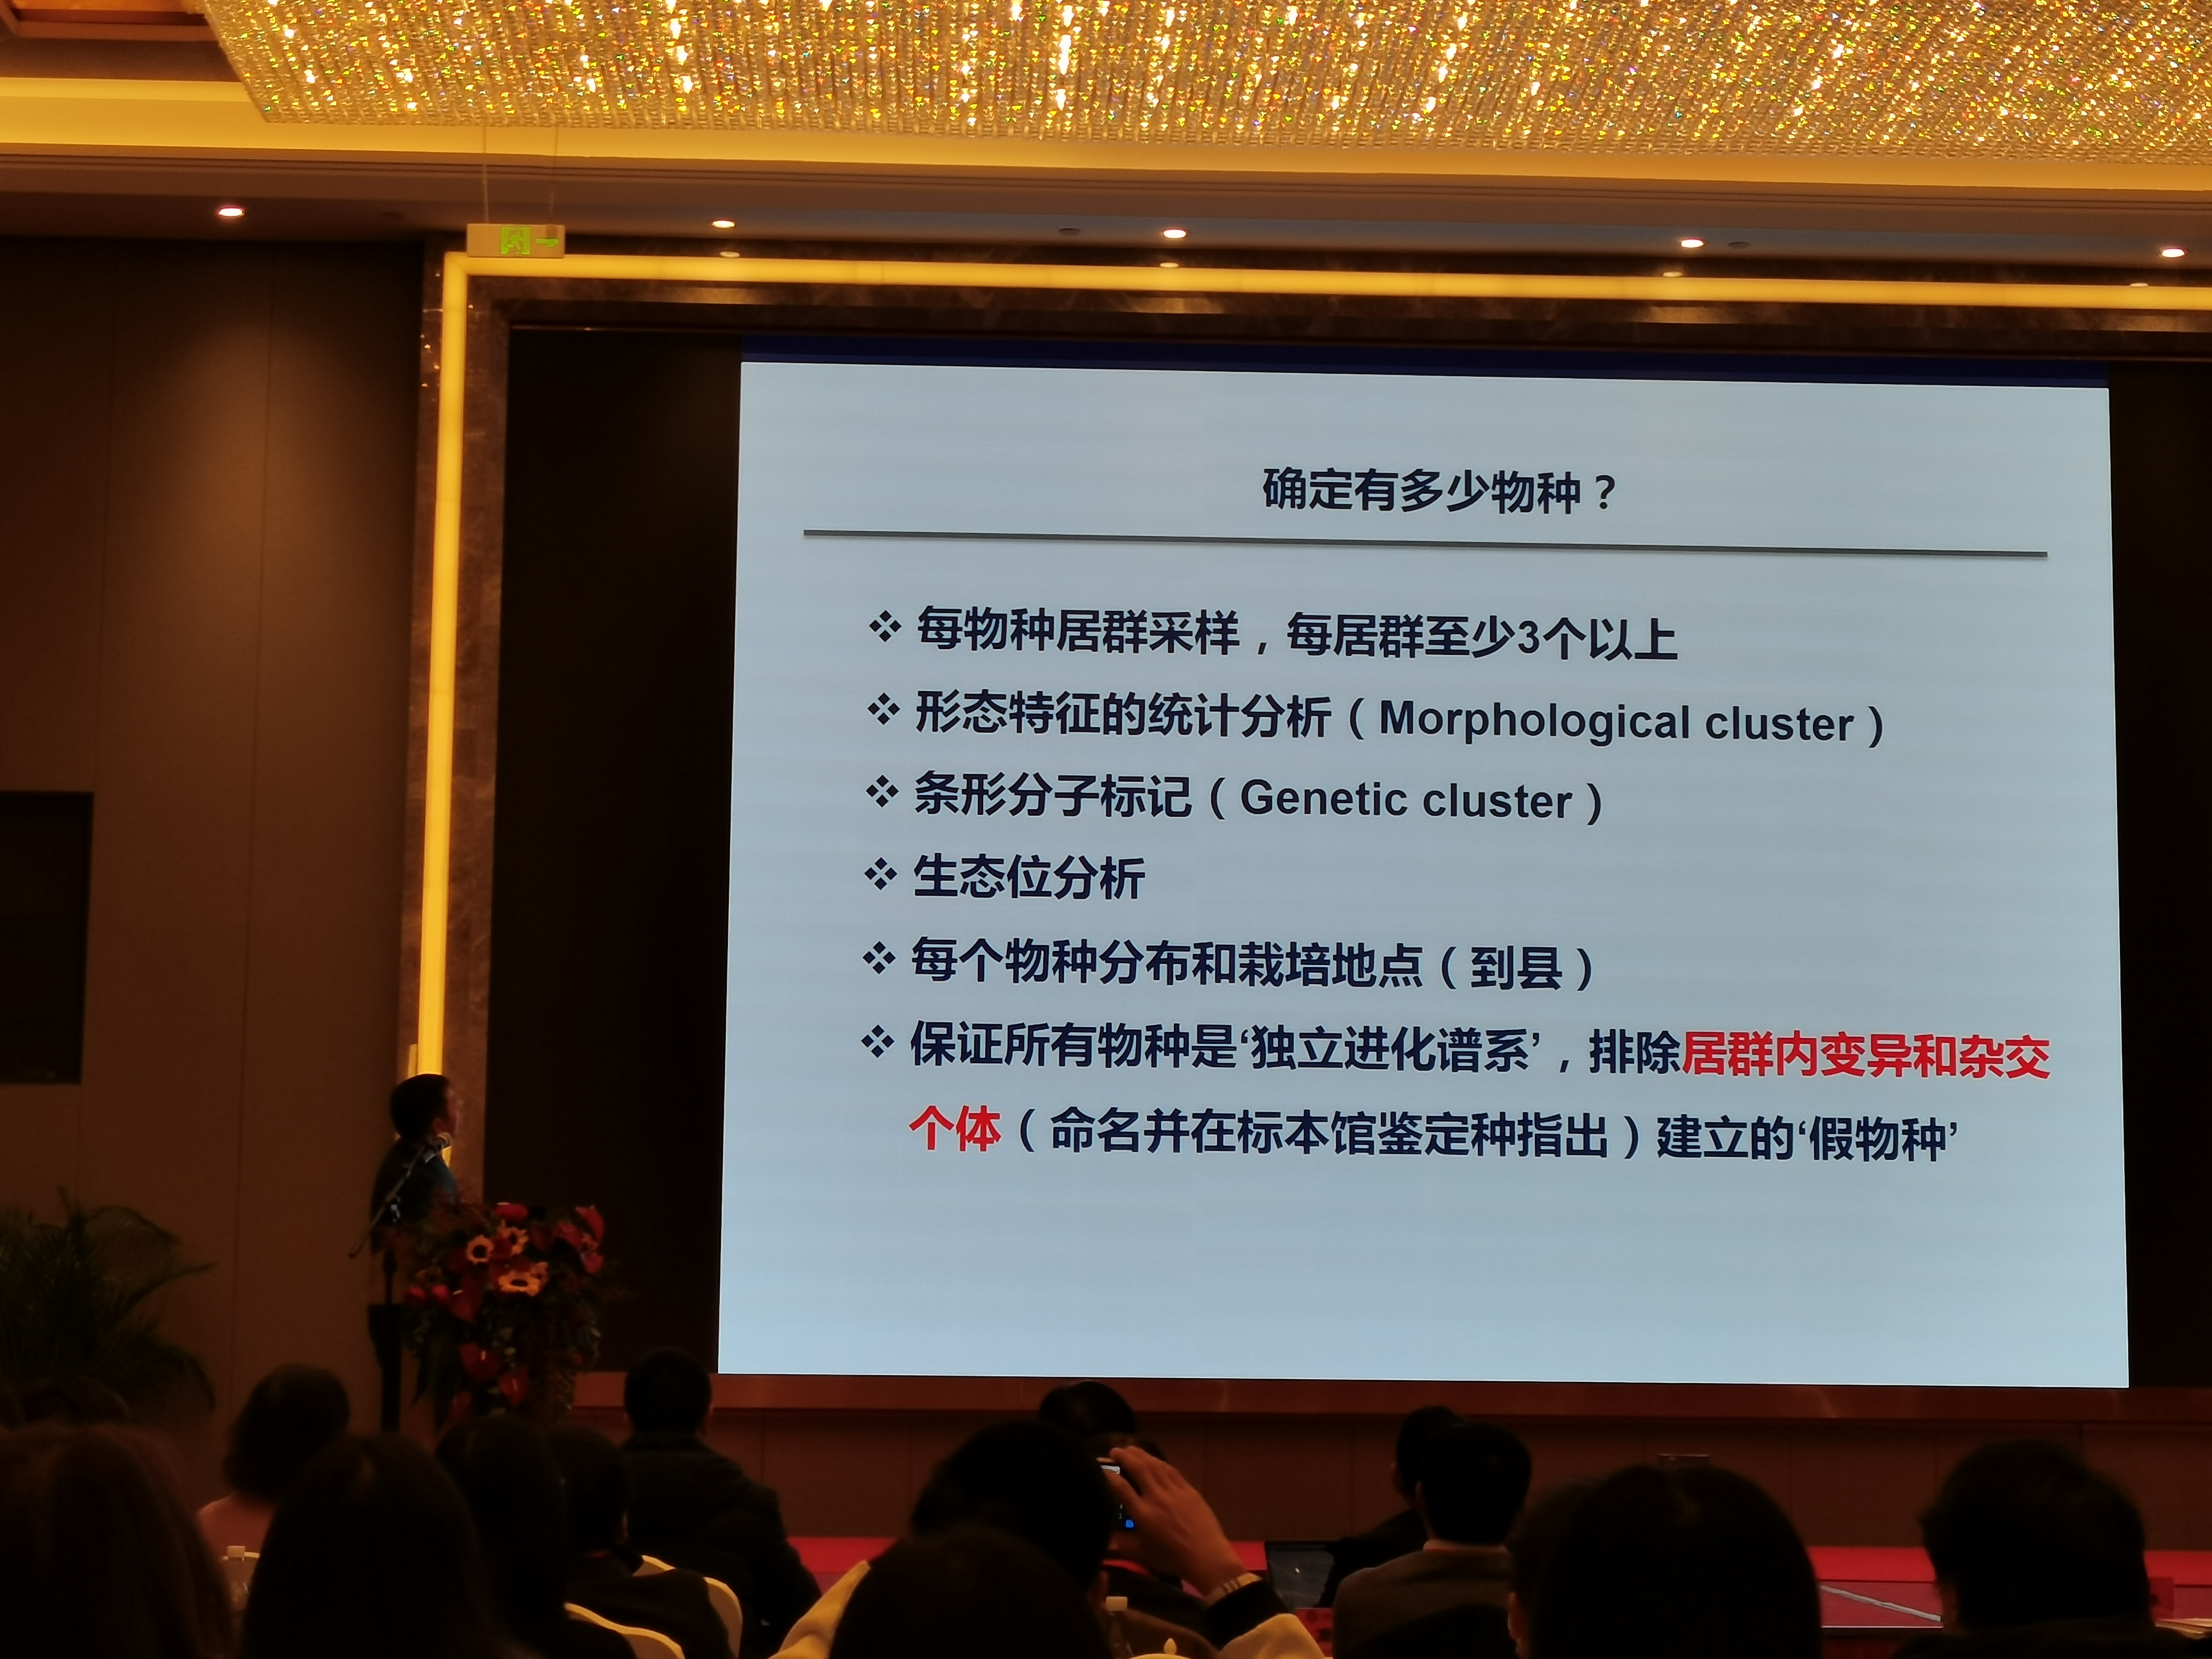 确定有多少物种？
❖ 每物种居群采样，每居群至少3个以上
❖ 形态特征的统计分析（Morphological cluster）
❖ 条形分子标记（Genetic cluster）
❖ 生态位分析
❖ 每个物种分布和栽培地点（到县）
❖ 保证所有物种是‘独立进化谱系’，排除居群内变异和杂交
个体（命名并在标本馆鉴定种指出）建立的‘假物种’